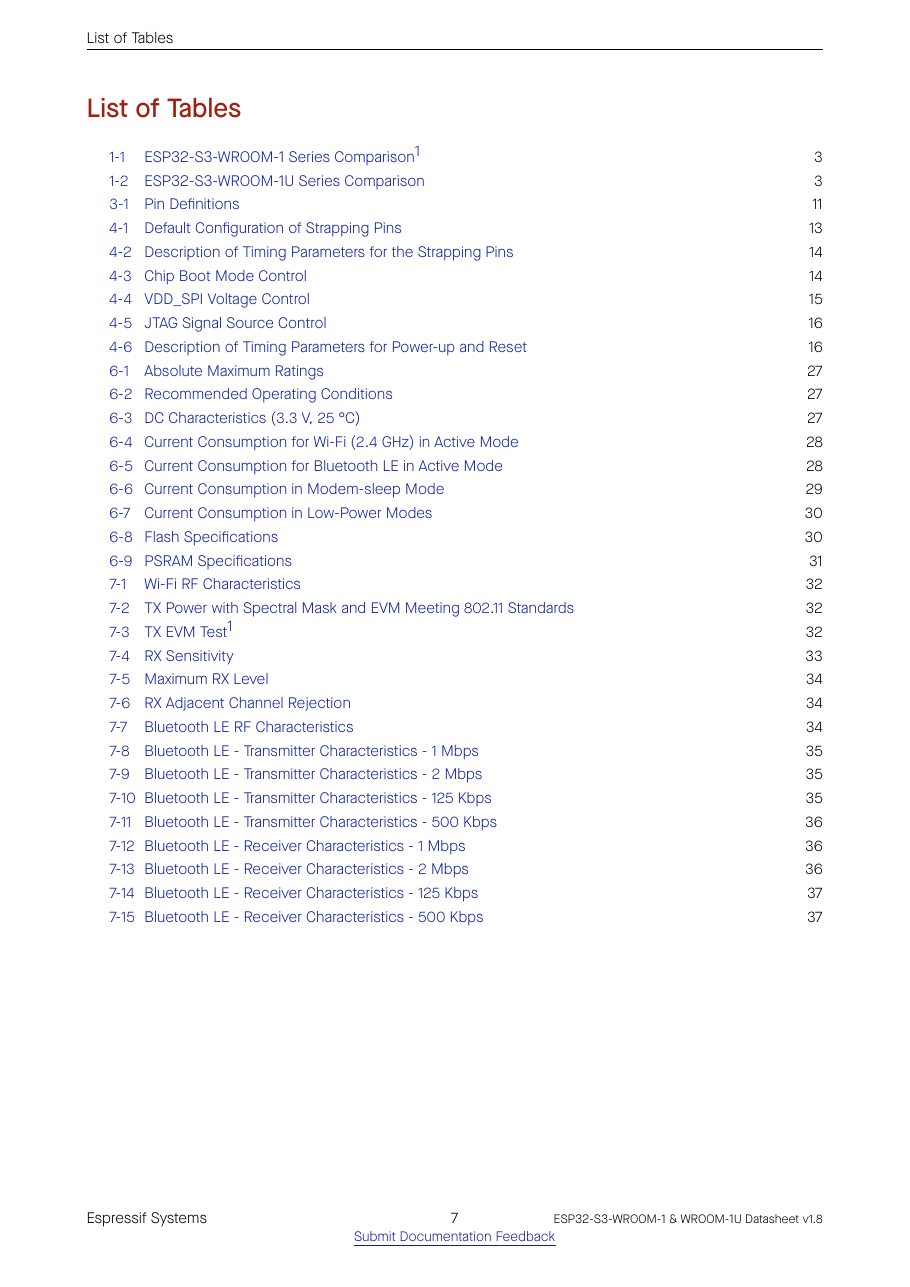 List of Tables
List of Tables
1-1 ESP32-S3-WROOM-1 Series Comparison1 3
1-2 ESP32-S3-WROOM-1U Series Comparison 3
3-1 Pin Definitions 11
4-1 Default Configuration of Strapping Pins 13
4-2 Description of Timing Parameters for the Strapping Pins 14
4-3 Chip Boot Mode Control 14
4-4 VDD_SPI Voltage Control 15
4-5 JTAG Signal Source Control 16
4-6 Description of Timing Parameters for Power-up and Reset 16
6-1 Absolute Maximum Ratings 27
6-2 Recommended Operating Conditions 27
6-3 DC Characteristics (3.3 V, 25 °C) 27
6-4 Current Consumption for Wi-Fi (2.4 GHz) in Active Mode 28
6-5 Current Consumption for Bluetooth LE in Active Mode 28
6-6 Current Consumption in Modem-sleep Mode 29
6-7 Current Consumption in Low-Power Modes 30
6-8 Flash Specifications 30
6-9 PSRAM Specifications 31
7-1 Wi-Fi RF Characteristics 32
7-2 TX Power with Spectral Mask and EVM Meeting 802.11 Standards 32
7-3 TX EVM Test1 32
7-4 RX Sensitivity 33
7-5 Maximum RX Level 34
7-6 RX Adjacent Channel Rejection 34
7-7 Bluetooth LE RF Characteristics 34
7-8 Bluetooth LE - Transmitter Characteristics - 1 Mbps 35
7-9 Bluetooth LE - Transmitter Characteristics - 2 Mbps 35
7-10 Bluetooth LE - Transmitter Characteristics - 125 Kbps 35
7-11 Bluetooth LE - Transmitter Characteristics - 500 Kbps 36
7-12 Bluetooth LE - Receiver Characteristics - 1 Mbps 36
7-13 Bluetooth LE - Receiver Characteristics - 2 Mbps 36
7-14 Bluetooth LE - Receiver Characteristics - 125 Kbps 37
7-15 Bluetooth LE - Receiver Characteristics - 500 Kbps 37
Espressif Systems 7 ESP32-S3-WROOM-1 & WROOM-1U Datasheet v1.8
Submit Documentation Feedback